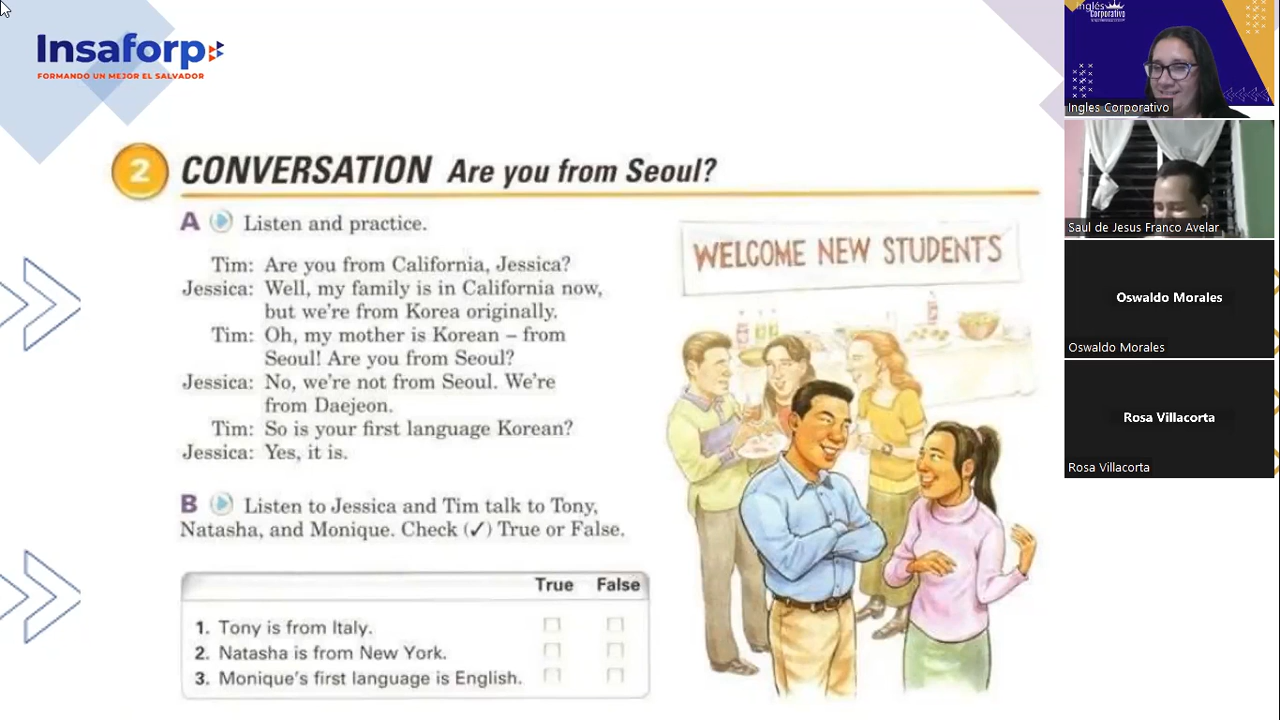 Insaforp
FORMANDO UN MEJOR EL SALVADOR
2 CONVERSATION Are you from Seoul?
A Listen and practice.
Tim: Are you from California, Jessica?
Jessica: Well, my family is in California now,
but we're from Korea originally.
Tim: Oh, my mother is Korean – from
Seoul! Are you from Seoul?
Jessica: No, we're not from Seoul. We're
from Daejeon.
Tim: So is your first language Korean?
Jessica: Yes, it is.
B Listen to Jessica and Tim talk to Tony,
Natasha, and Monique. Check (✓) True or False.
True False
1. Tony is from Italy.
2. Natasha is from New York.
3. Monique's first language is English.
WELCOME NEW STUDENTS
Inglés
Corporativo
Ingles Corporativo
Saul de Jesus Franco Avelar
Oswaldo Morales
Oswaldo Morales
Rosa Villacorta
Rosa Villacorta